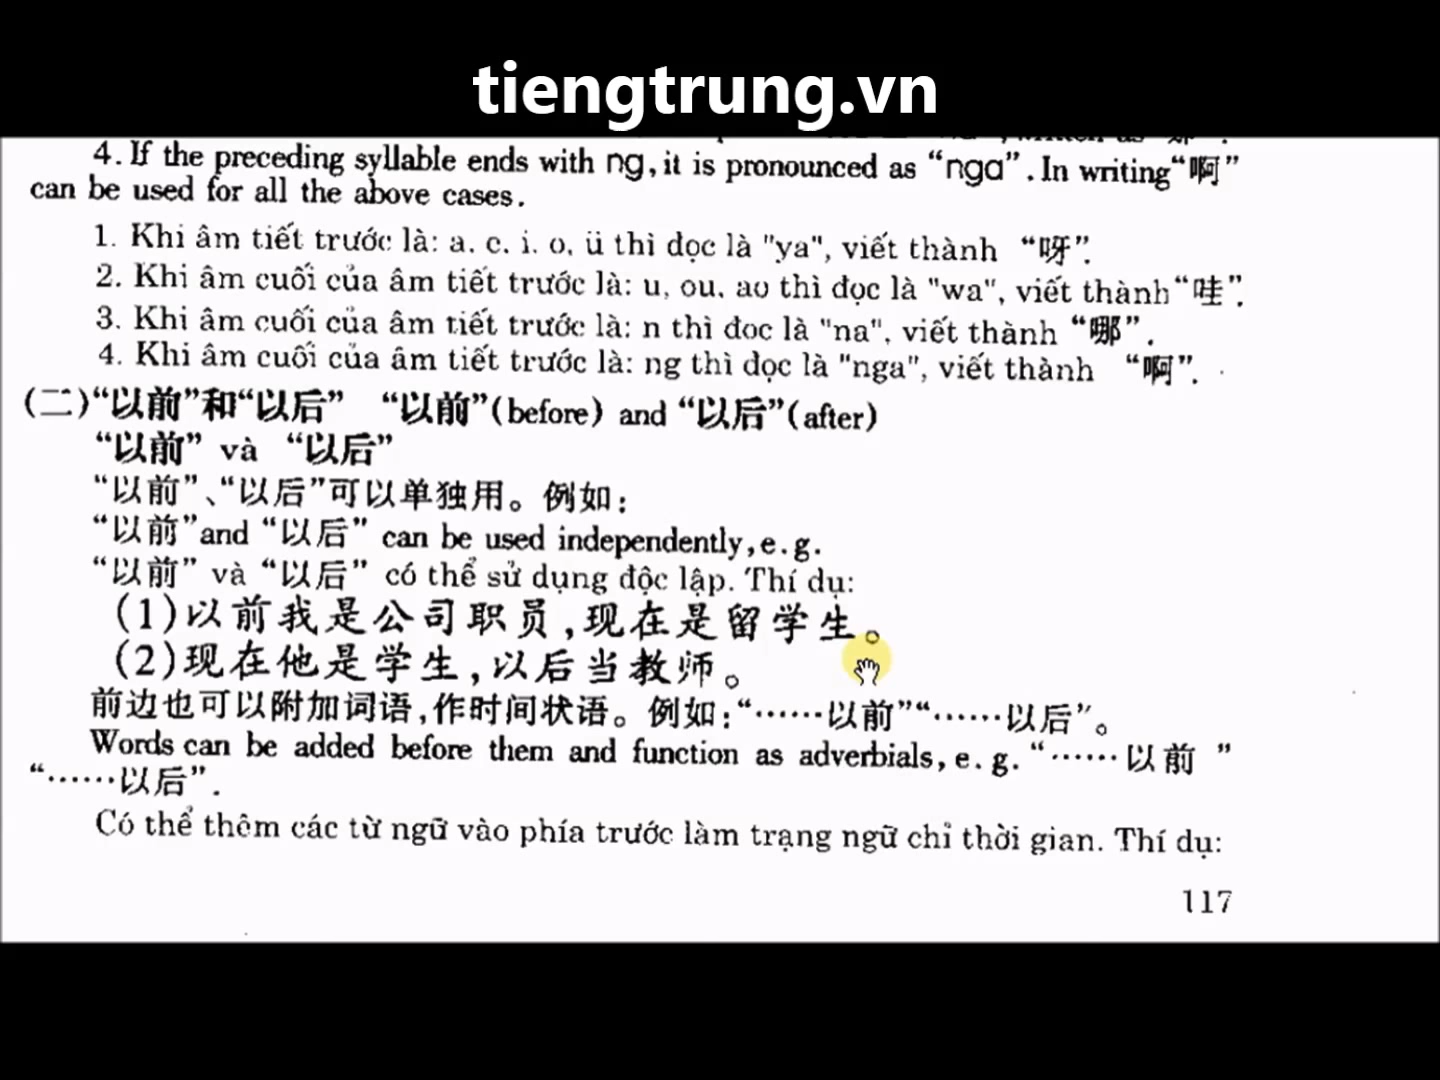 tiengtrung.vn
4. If the preceding syllable ends with ng, it is pronounced as “nga”. In writing “啊”
can be used for all the above cases.
1. Khi âm tiết trước là: a, e, i, o, ü thì đọc là "ya", viết thành “呀”.
2. Khi âm cuối của âm tiết trước là: u, ou, ao thì đọc là "wa", viết thành “哇”.
3. Khi âm cuối của âm tiết trước là: n thì đoc là "na", viết thành “哪”.
4. Khi âm cuối của âm tiết trước là: ng thì đọc là "nga", viết thành “啊”.
(二)“以前”和“以后” “以前”(before) and “以后”(after)
“以前” và “以后”
“以前”、“以后”可以单独用。例如:
“以前”and “以后” can be used independently, e.g.
“以前” và “以后” có thể sử dụng độc lập. Thí dụ:
(1)以前我是公司职员,现在是留学生。
(2)现在他是学生,以后当教师。
前边也可以附加词语,作时间状语。例如:“……以前”“……以后”。
Words can be added before them and function as adverbials, e.g. “……以前”
“……以后”.
Có thể thêm các từ ngữ vào phía trước làm trạng ngữ chỉ thời gian. Thí dụ:
117